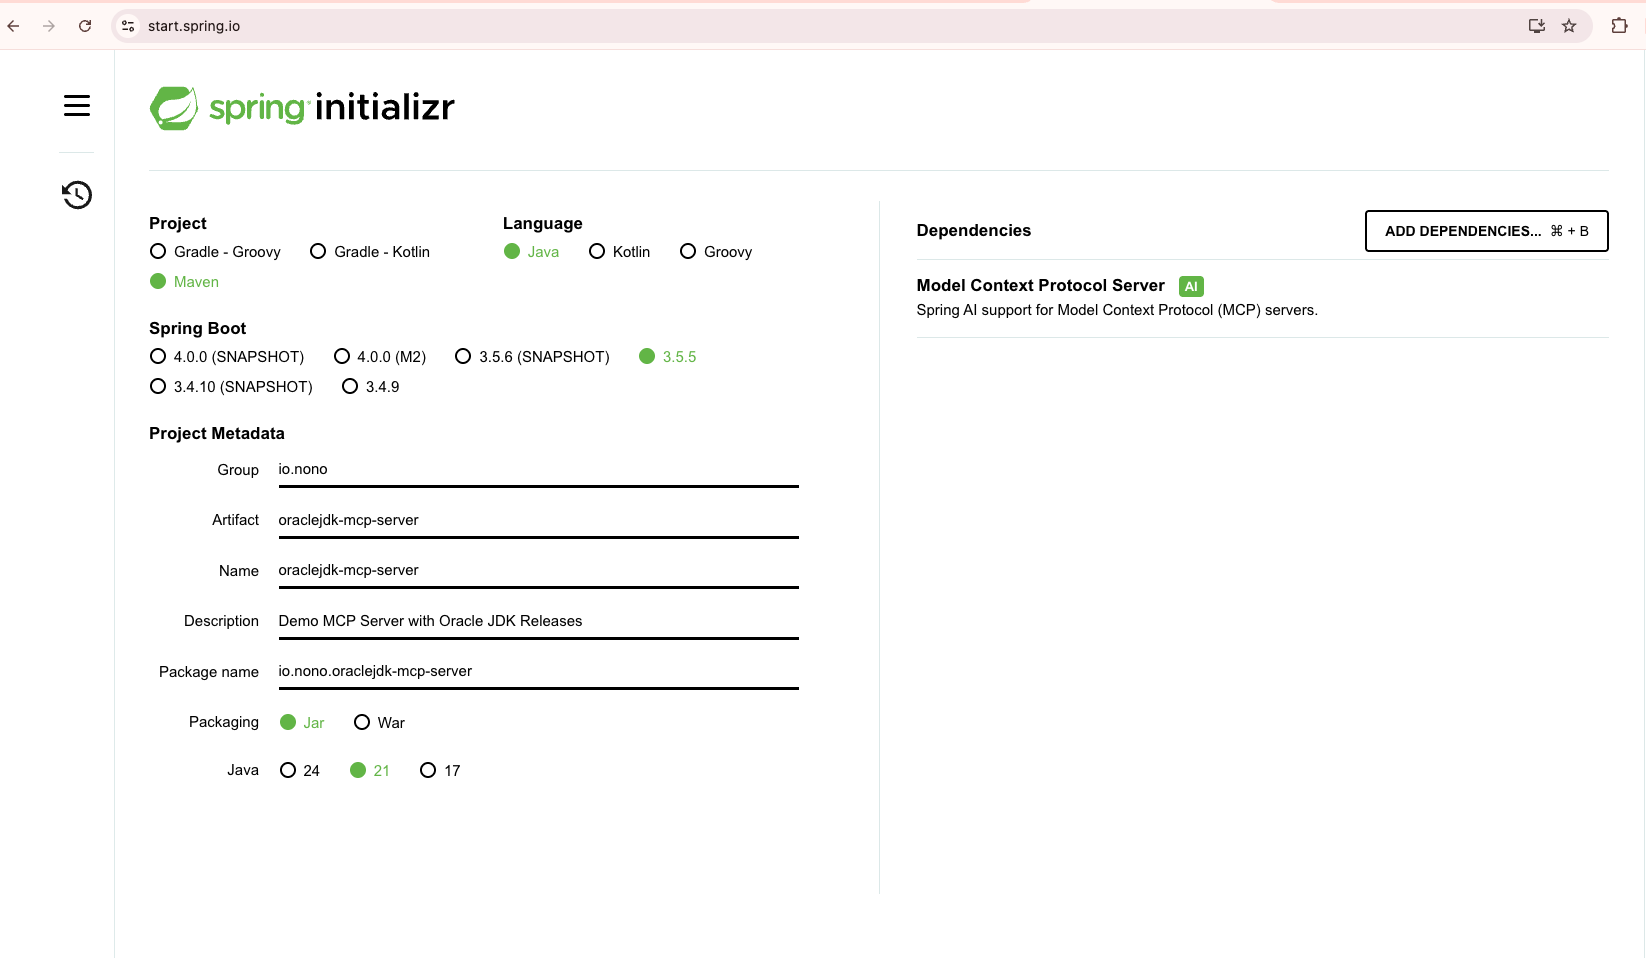 start.spring.io
spring initializr
Project
Gradle - Groovy Gradle - Kotlin
Maven
Language
Java Kotlin Groovy
Spring Boot
4.0.0 (SNAPSHOT) 4.0.0 (M2) 3.5.6 (SNAPSHOT) 3.5.5
3.4.10 (SNAPSHOT) 3.4.9
Project Metadata
Group io.nono
Artifact oraclejdk-mcp-server
Name oraclejdk-mcp-server
Description Demo MCP Server with Oracle JDK Releases
Package name io.nono.oraclejdk-mcp-server
Packaging Jar War
Java 24 21 17
Dependencies ADD DEPENDENCIES... ⌘ + B
Model Context Protocol Server AI
Spring AI support for Model Context Protocol (MCP) servers.